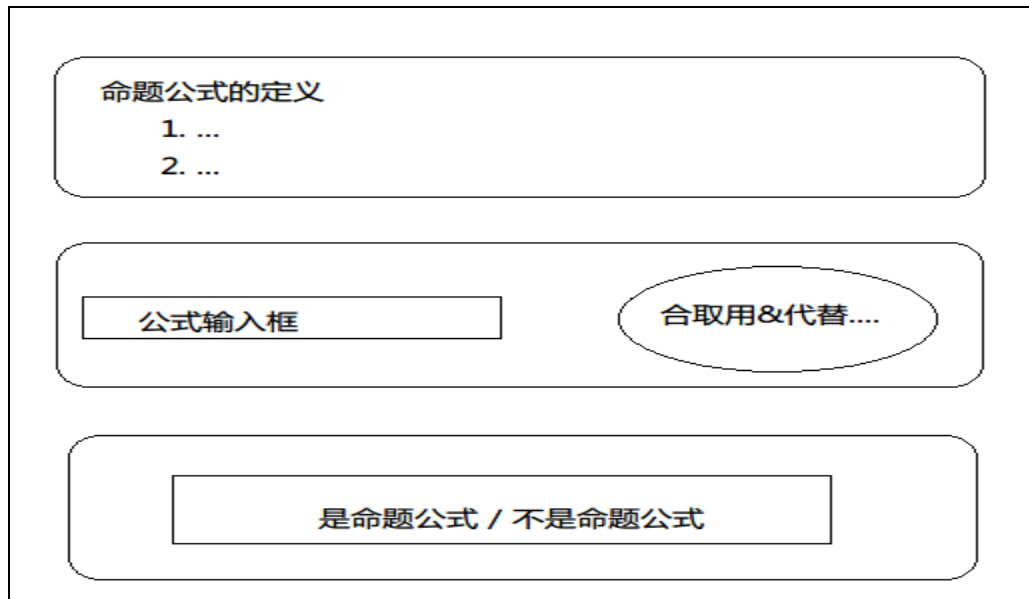 命题公式的定义
1. ...
2. ...
公式输入框
合取用&代替....
是命题公式 / 不是命题公式